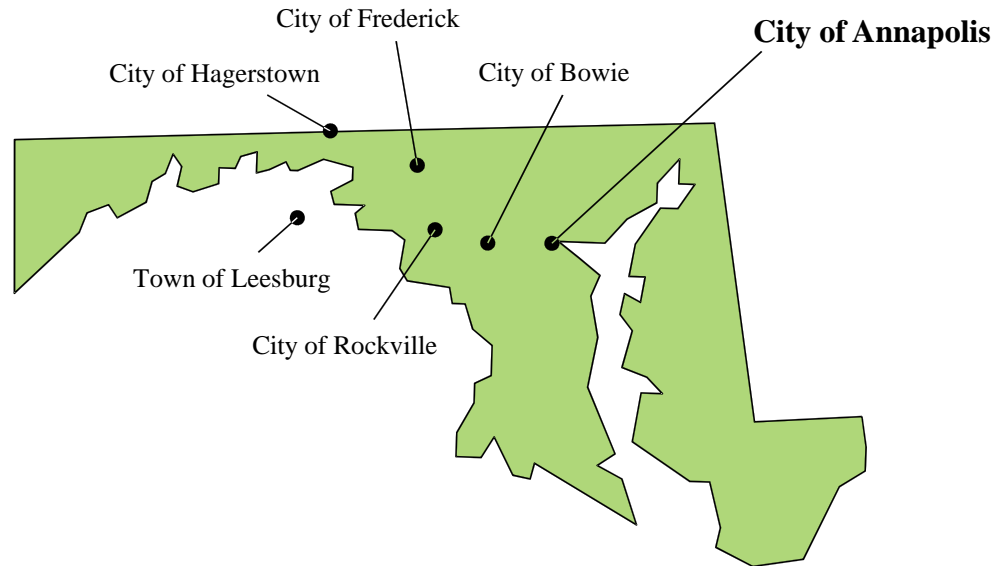 City of Frederick
City of Annapolis
City of Hagerstown
City of Bowie
Town of Leesburg
City of Rockville